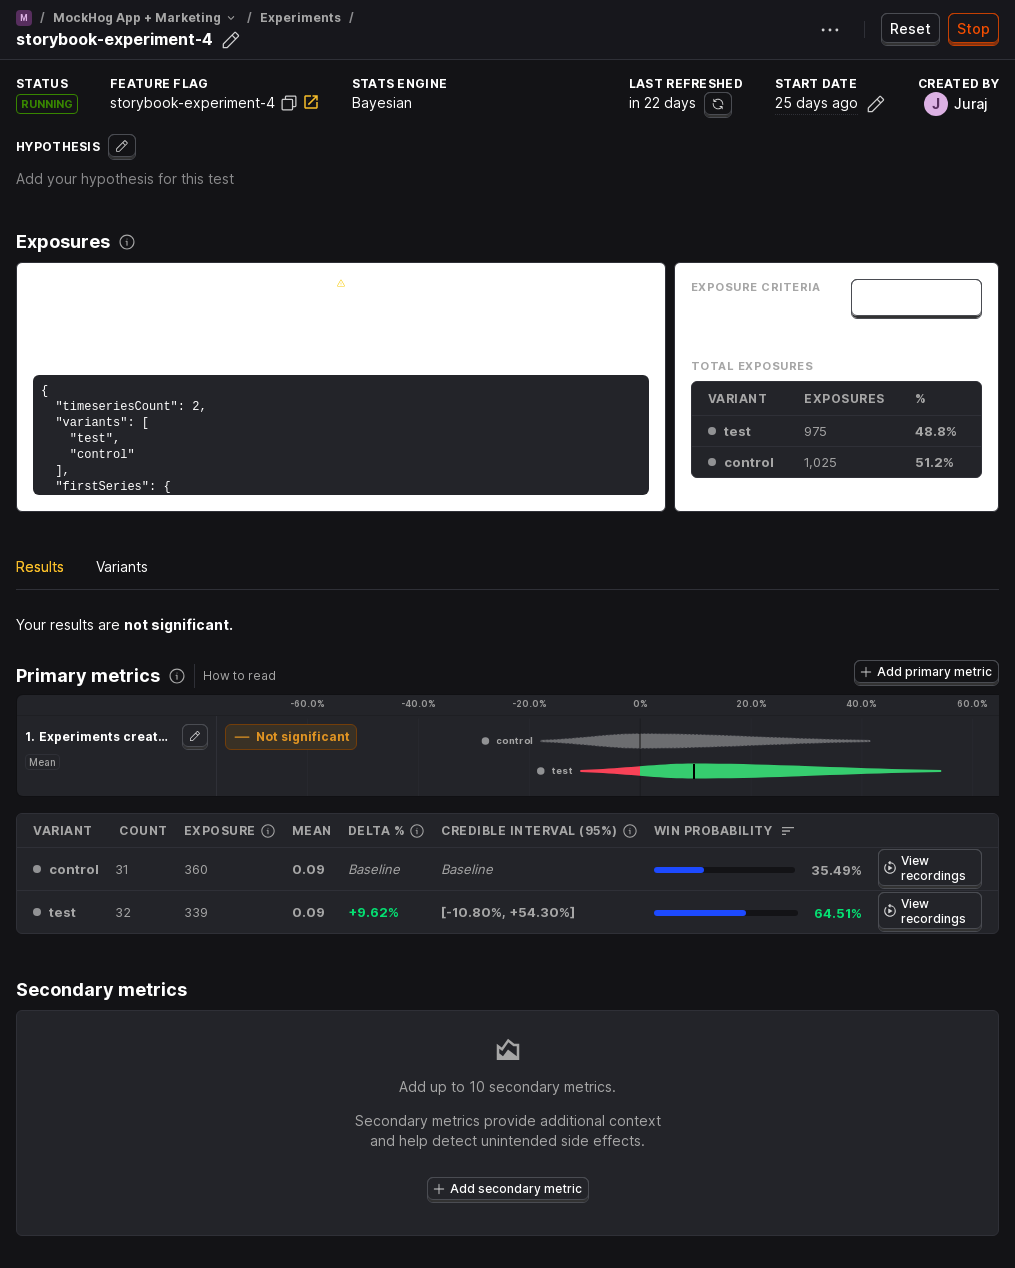 M / MockHog App + Marketing / Experiments /
storybook-experiment-4
Reset Stop
STATUS FEATURE FLAG STATS ENGINE LAST REFRESHED START DATE CREATED BY
RUNNING storybook-experiment-4 Bayesian in 22 days 25 days ago J Juraj
HYPOTHESIS
Add your hypothesis for this test
Exposures
{
"timeseriesCount": 2,
"variants": [
"test",
"control"
],
"firstSeries": {
EXPOSURE CRITERIA
TOTAL EXPOSURES
VARIANT EXPOSURES %
test 975 48.8%
control 1,025 51.2%
Results Variants
Your results are not significant.
Primary metrics How to read Add primary metric
-60.0% -40.0% -20.0% 0% 20.0% 40.0% 60.0%
1. Experiments creat... Not significant
Mean
control
test
VARIANT COUNT EXPOSURE MEAN DELTA % CREDIBLE INTERVAL (95%) WIN PROBABILITY
control 31 360 0.09 Baseline Baseline 35.49% View recordings
test 32 339 0.09 +9.62% [-10.80%, +54.30%] 64.51% View recordings
Secondary metrics
Add up to 10 secondary metrics.
Secondary metrics provide additional context
and help detect unintended side effects.
Add secondary metric